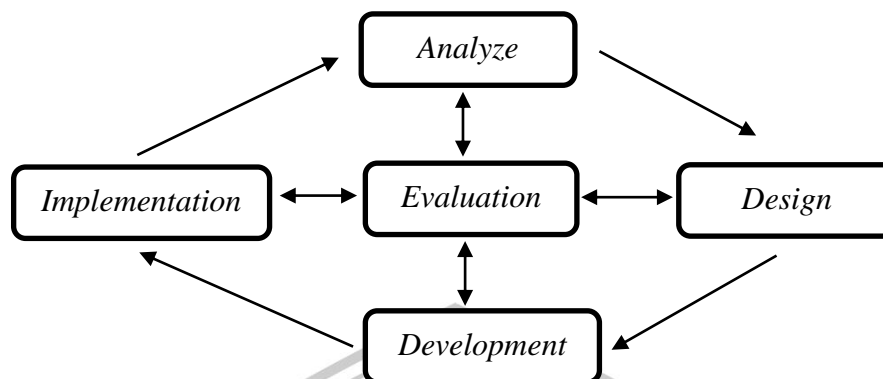 Analyze
Implementation
Evaluation
Design
Development